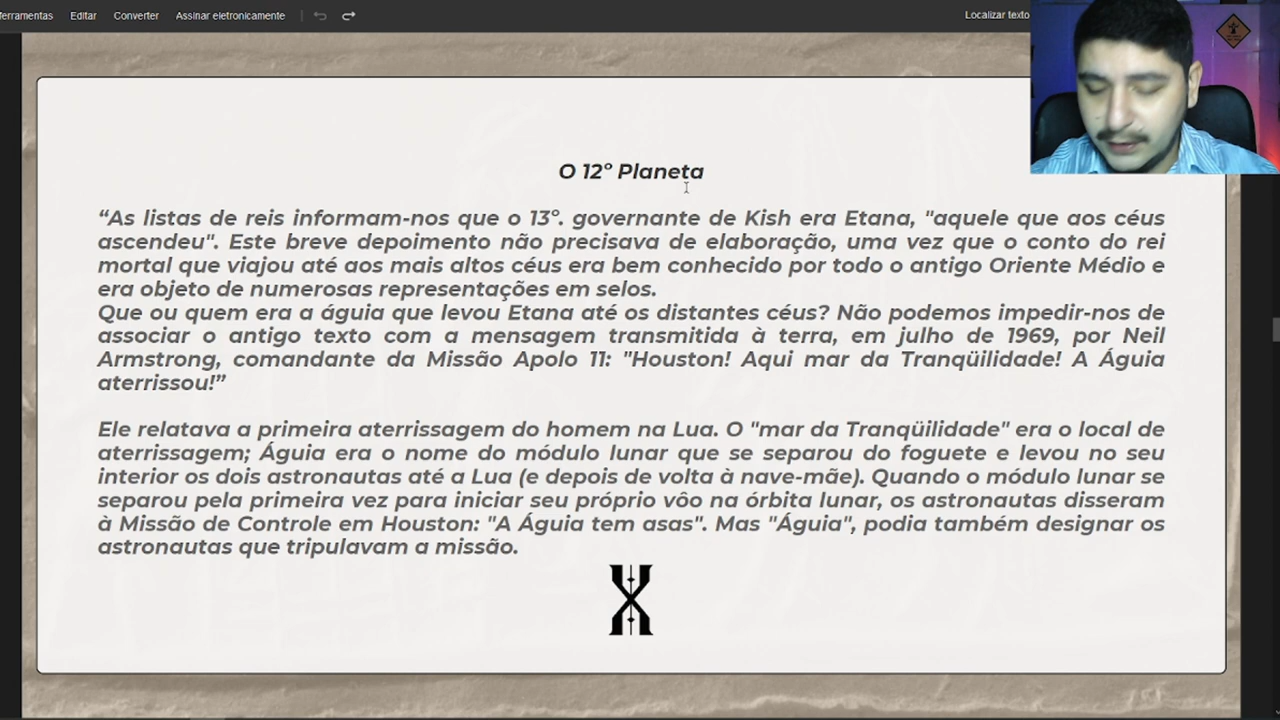 ferramentas Editar Converter Assinar eletronicamente Localizar texto
O 12º Planeta
“As listas de reis informam-nos que o 13º. governante de Kish era Etana, "aquele que aos céus
ascendeu". Este breve depoimento não precisava de elaboração, uma vez que o conto do rei
mortal que viajou até aos mais altos céus era bem conhecido por todo o antigo Oriente Médio e
era objeto de numerosas representações em selos.
Que ou quem era a águia que levou Etana até os distantes céus? Não podemos impedir-nos de
associar o antigo texto com a mensagem transmitida à terra, em julho de 1969, por Neil
Armstrong, comandante da Missão Apolo 11: "Houston! Aqui mar da Tranqüilidade! A Águia
aterrissou!”
Ele relatava a primeira aterrissagem do homem na Lua. O "mar da Tranqüilidade" era o local de
aterrissagem; Águia era o nome do módulo lunar que se separou do foguete e levou no seu
interior os dois astronautas até a Lua (e depois de volta à nave-mãe). Quando o módulo lunar se
separou pela primeira vez para iniciar seu próprio vôo na órbita lunar, os astronautas disseram
à Missão de Controle em Houston: "A Águia tem asas". Mas "Águia", podia também designar os
astronautas que tripulavam a missão.